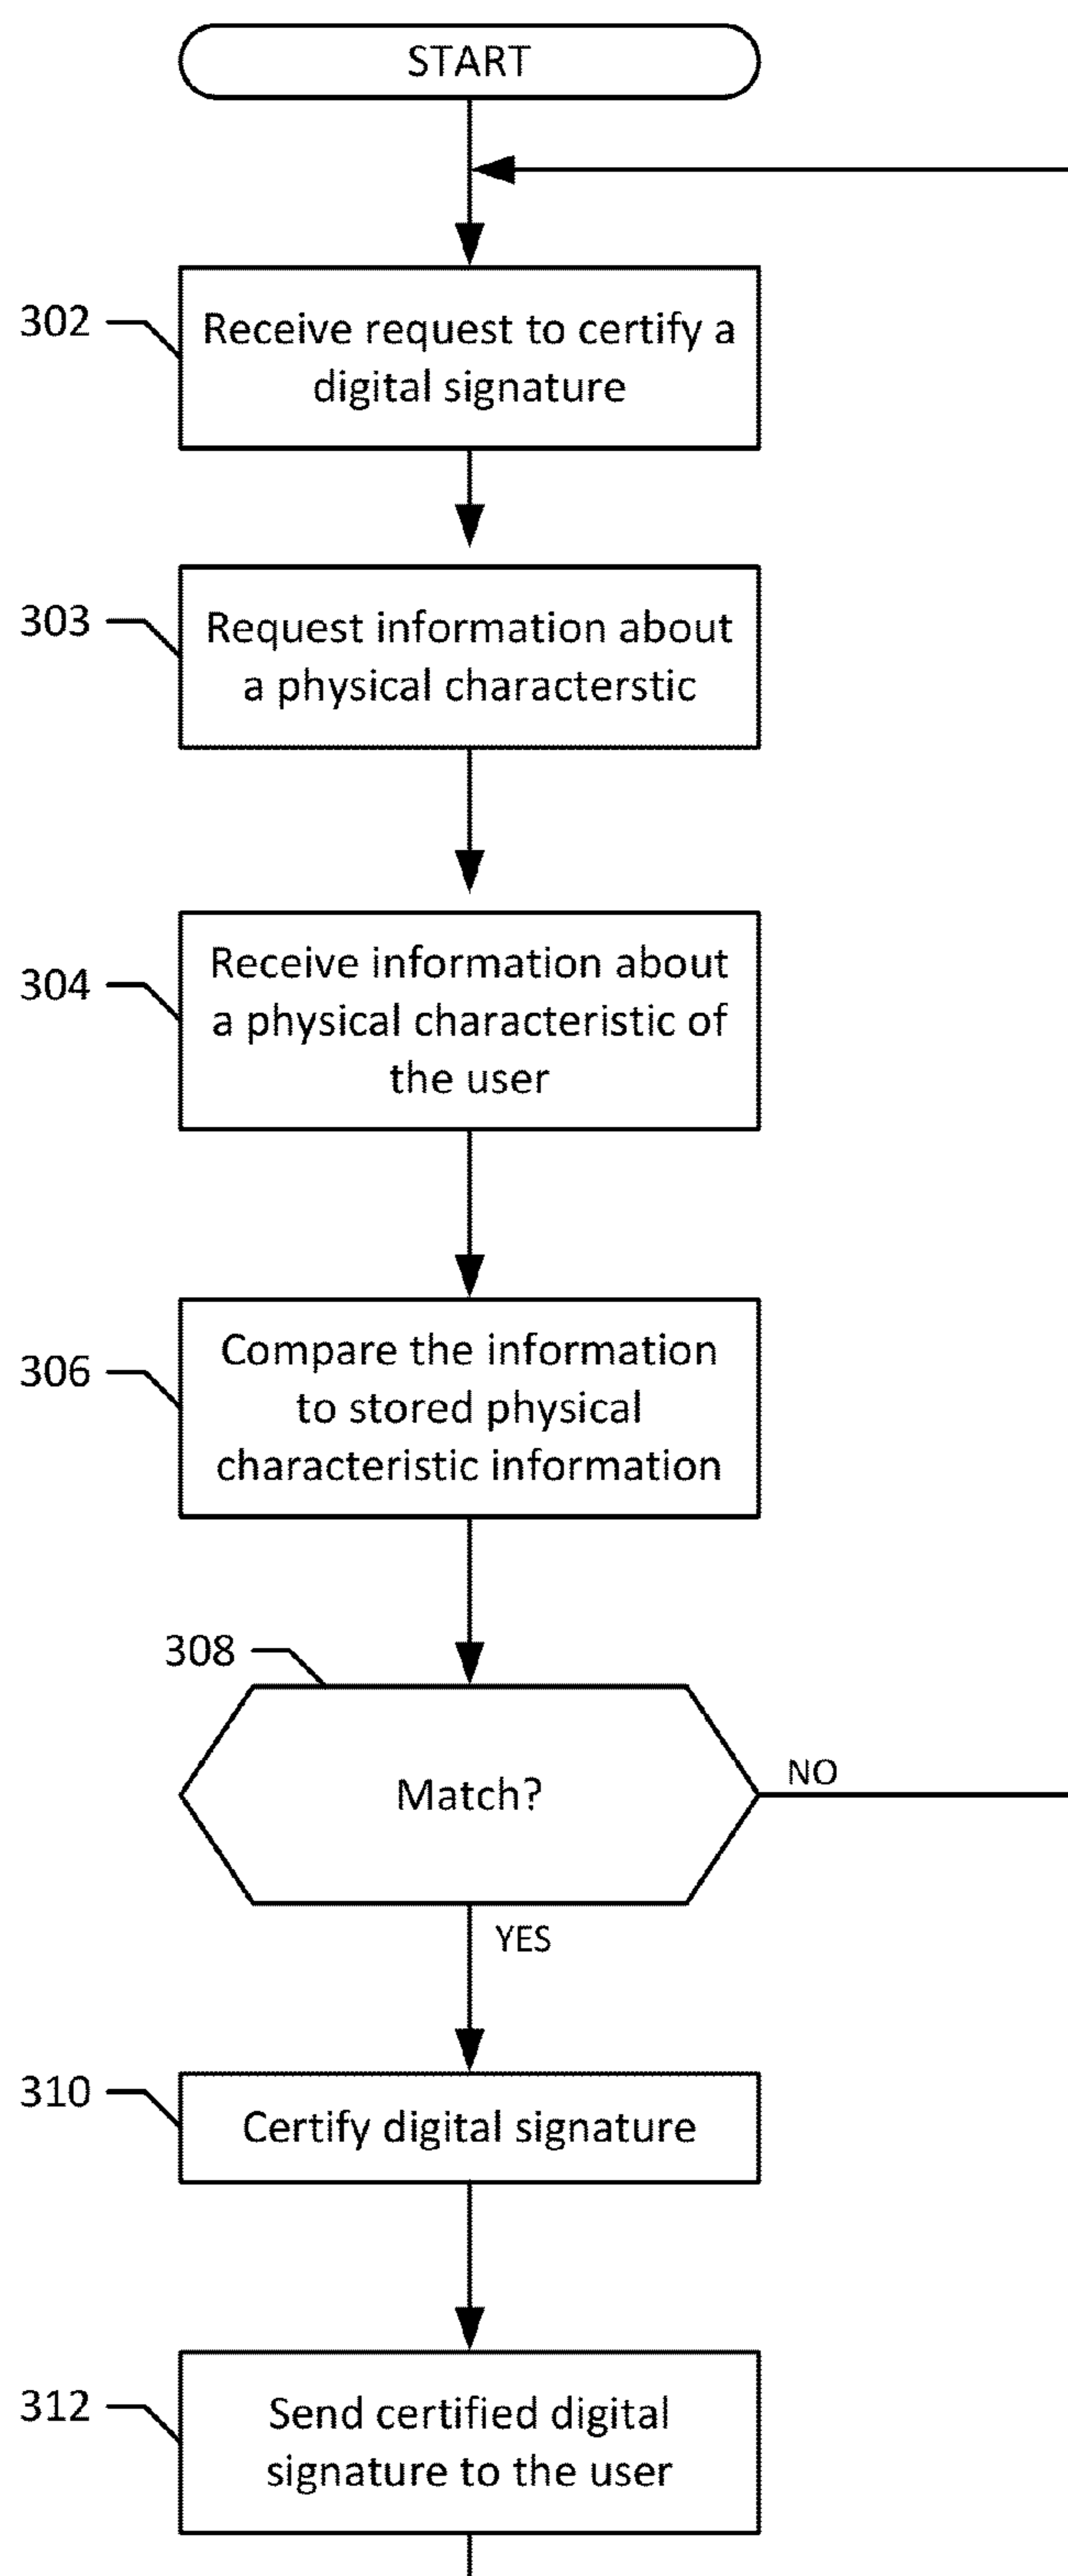 START
302
Receive request to certify a
digital signature
303
Request information about
a physical characterstic
304
Receive information about
a physical characteristic of
the user
306
Compare the information
to stored physical
characteristic information
308
Match?
NO
YES
310
Certify digital signature
312
Send certified digital
signature to the user